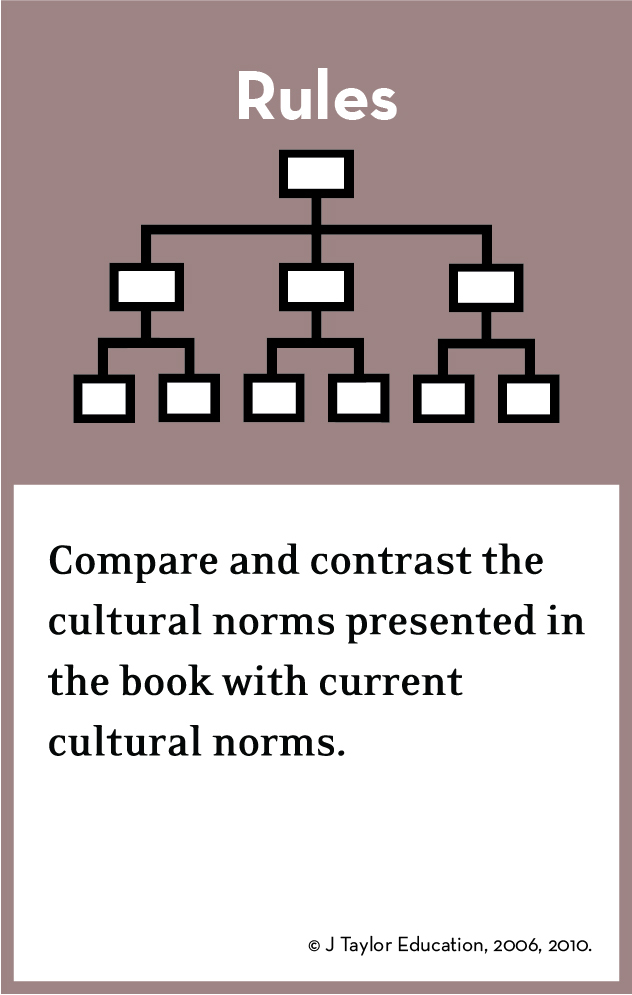 Rules
Compare and contrast the
cultural norms presented in
the book with current
cultural norms.
© J Taylor Education, 2006, 2010.